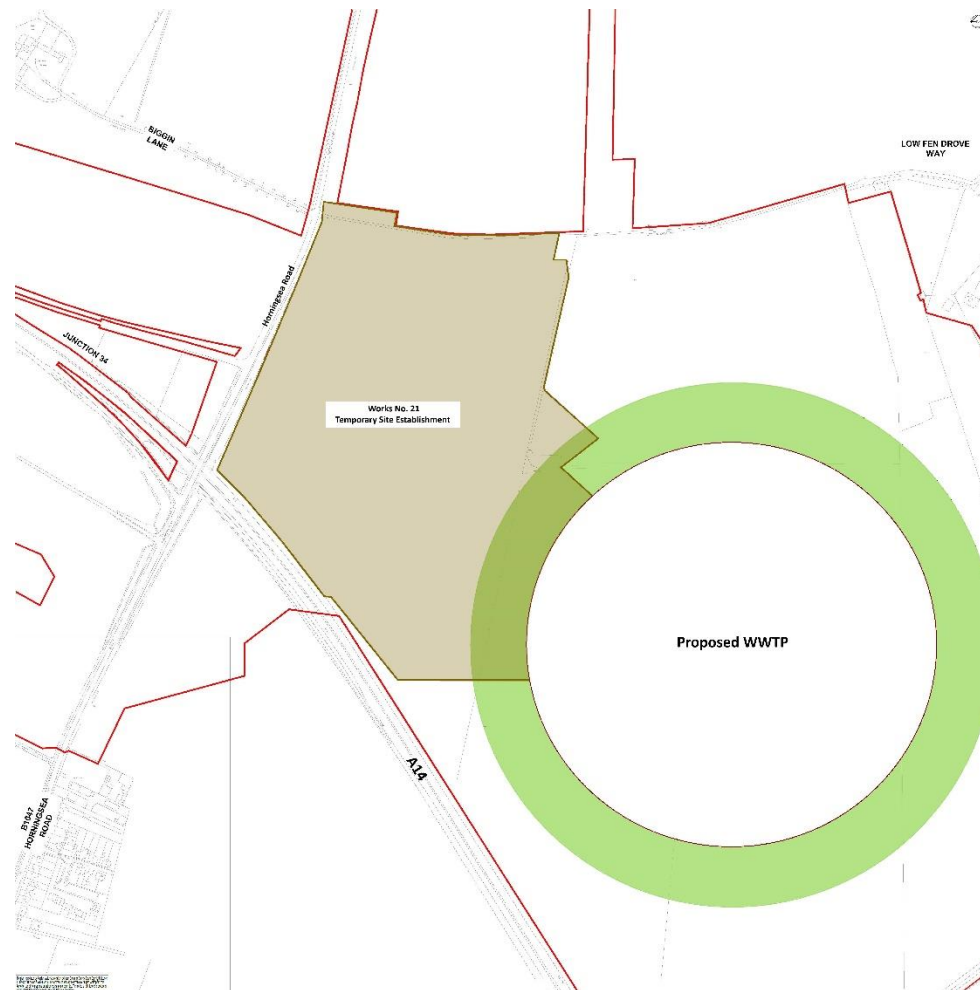 BIGGIN
LANE
LOW FEN DROVE
WAY
Horningsea Road
JUNCTION 34
Works No. 21
Temporary Site Establishment
Proposed WWTP
A14
B1047
HORNINGSEA
ROAD